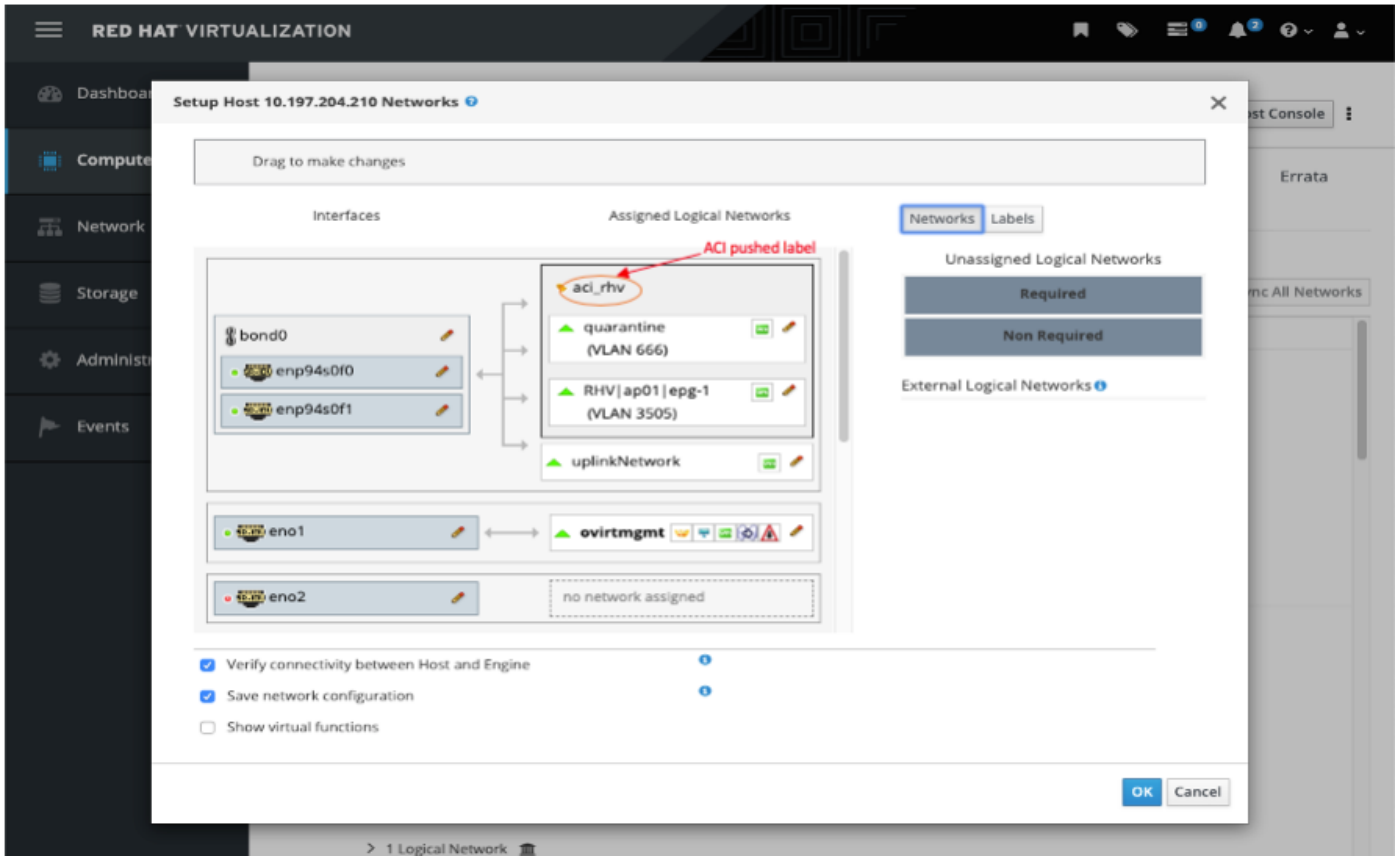 RED HAT VIRTUALIZATION
0
2
Dashboar
Compute
Network
Storage
Administr
Events
Setup Host 10.197.204.210 Networks
st Console
Errata
nc All Networks
Drag to make changes
Interfaces
Assigned Logical Networks
Networks
Labels
ACI pushed label
Unassigned Logical Networks
Required
Non Required
External Logical Networks
aci_rhv
bond0
enp94s0f0
enp94s0f1
quarantine
(VLAN 666)
RHV|ap01|epg-1
(VLAN 3505)
uplinkNetwork
eno1
ovirtmgmt
eno2
no network assigned
Verify connectivity between Host and Engine
Save network configuration
Show virtual functions
OK
Cancel
> 1 Logical Network